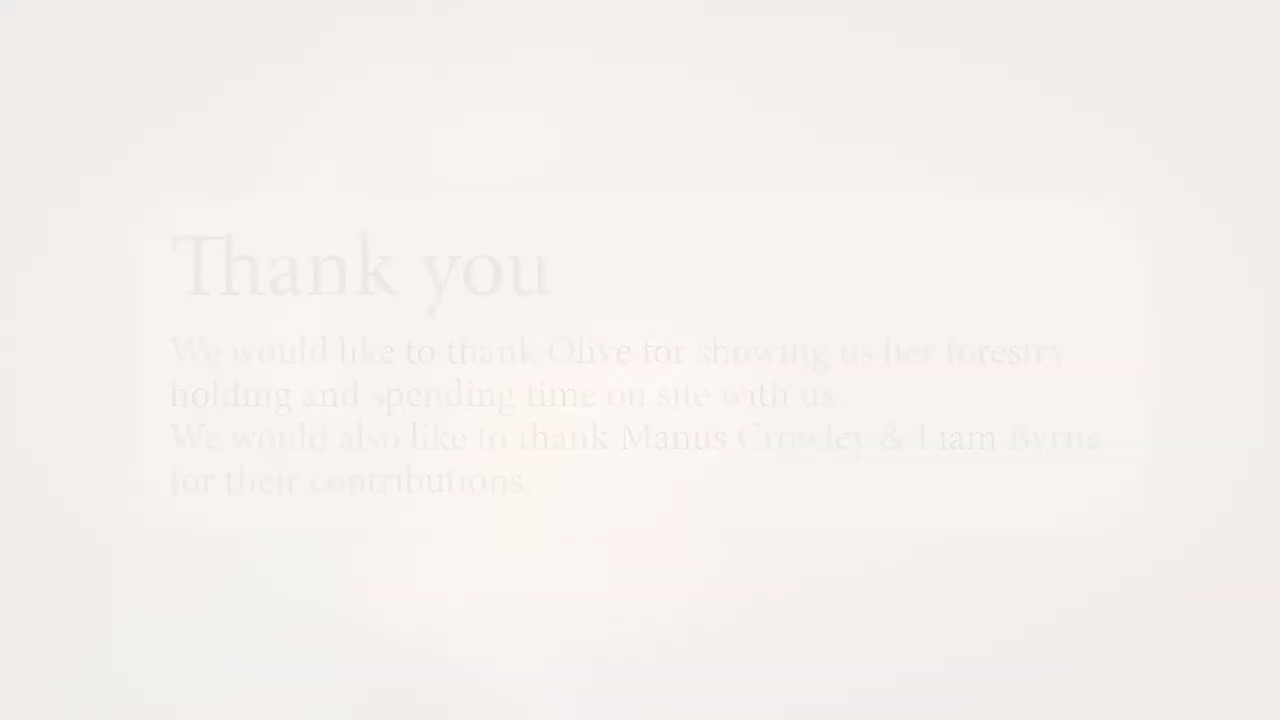 Thank you
We would like to thank Olive for showing us her forestry
holding and spending time on site with us.
We would also like to thank Manus Crowley & Liam Byrne
for their contributions.